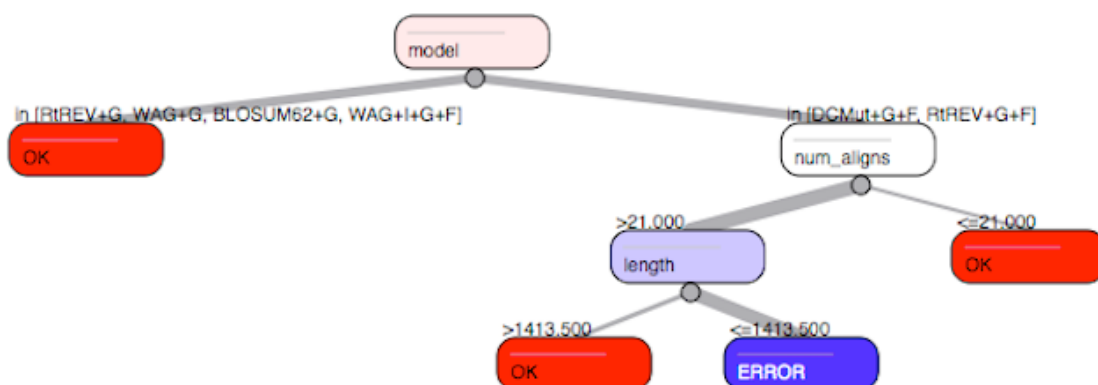 model
in [RtREV+G, WAG+G, BLOSUM62+G, WAG+I+G+F]
in [DCMut+G+F, RtREV+G+F]
OK
num_aligns
>21.000
<=21.000
length
OK
>1413.500
<=1413.500
OK
ERROR